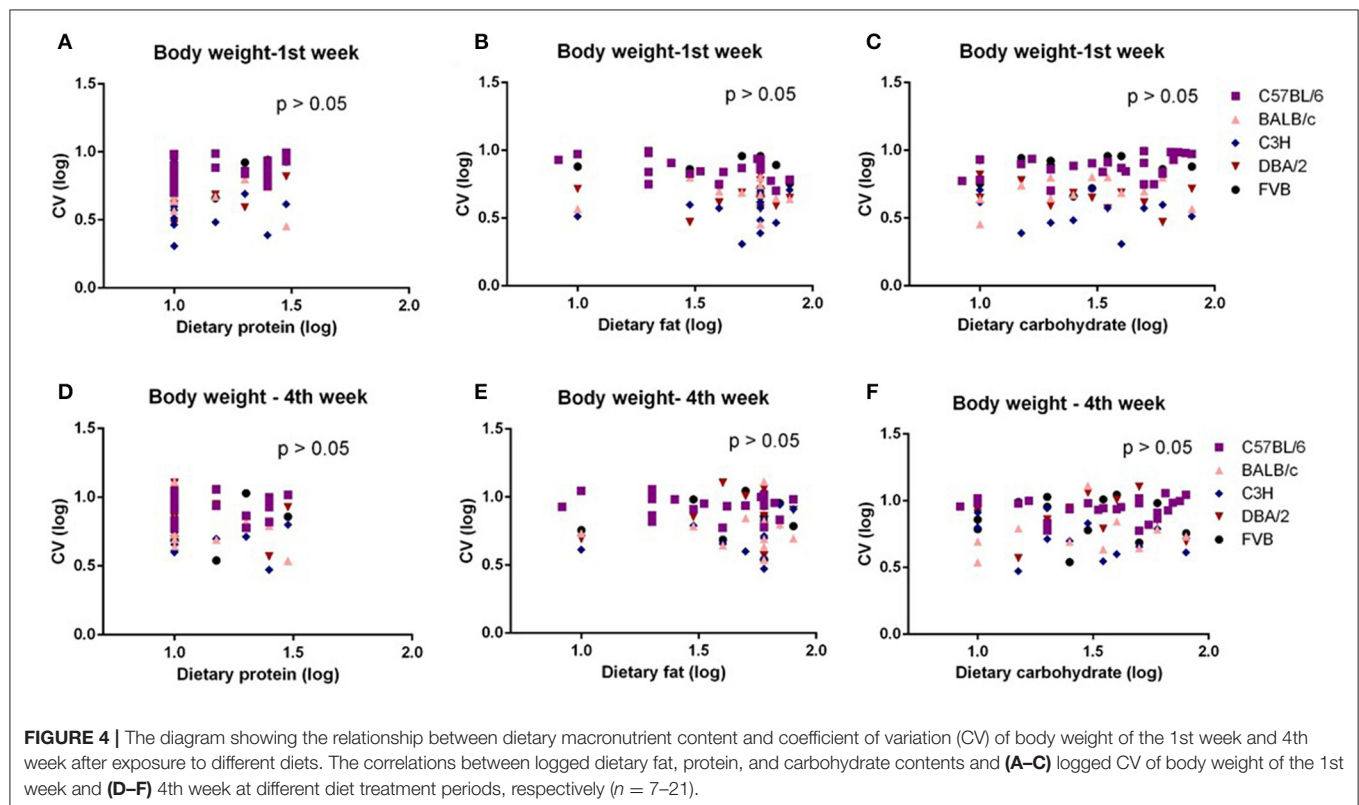 A
Body weight-1st week
p > 0.05
CV (log)
1.5
1.0
0.5
0.0
1.0 1.5 2.0
Dietary protein (log)
B
Body weight-1st week
p > 0.05
CV (log)
1.5
1.0
0.5
0.0
1.0 1.5 2.0
Dietary fat (log)
C
Body weight-1st week
p > 0.05
CV (log)
1.5
1.0
0.5
0.0
1.0 1.5 2.0
Dietary carbohydrate (log)
C57BL/6
BALB/c
C3H
DBA/2
FVB
D
Body weight - 4th week
p > 0.05
CV (log)
1.5
1.0
0.5
0.0
1.0 1.5 2.0
Dietary protein (log)
E
Body weight- 4th week
p > 0.05
CV (log)
1.5
1.0
0.5
0.0
1.0 1.5 2.0
Dietary fat (log)
F
Body weight - 4th week
p > 0.05
CV (log)
1.5
1.0
0.5
0.0
1.0 1.5 2.0
Dietary carbohydrate (log)
C57BL/6
BALB/c
C3H
DBA/2
FVB
FIGURE 4 | The diagram showing the relationship between dietary macronutrient content and coefficient of variation (CV) of body weight of the 1st week and 4th
week after exposure to different diets. The correlations between logged dietary fat, protein, and carbohydrate contents and (A–C) logged CV of body weight of the 1st
week and (D–F) 4th week at different diet treatment periods, respectively (n = 7–21).